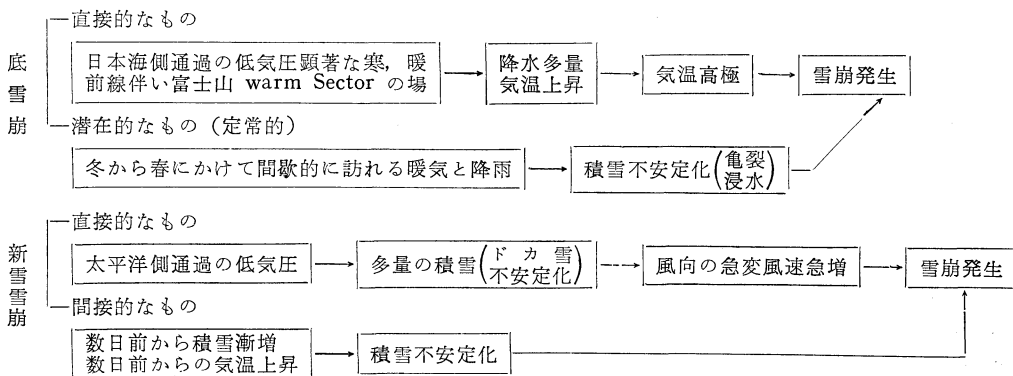 底雪崩
直接的なもの
日本海側通過の低気圧顕著な寒，暖
前線伴い富士山 warm Sector の場
降水多量
気温上昇
気温高極
雪崩発生
潜在的なもの（定常的）
冬から春にかけて間歇的に訪れる暖気と降雨
積雪不安定化(亀裂
浸水)
新雪雪崩
直接的なもの
太平洋側通過の低気圧
多量の積雪(ドカ雪
不安定化)
風向の急変風速急増
雪崩発生
間接的なもの
数日前から積雪漸増
数日前からの気温上昇
積雪不安定化